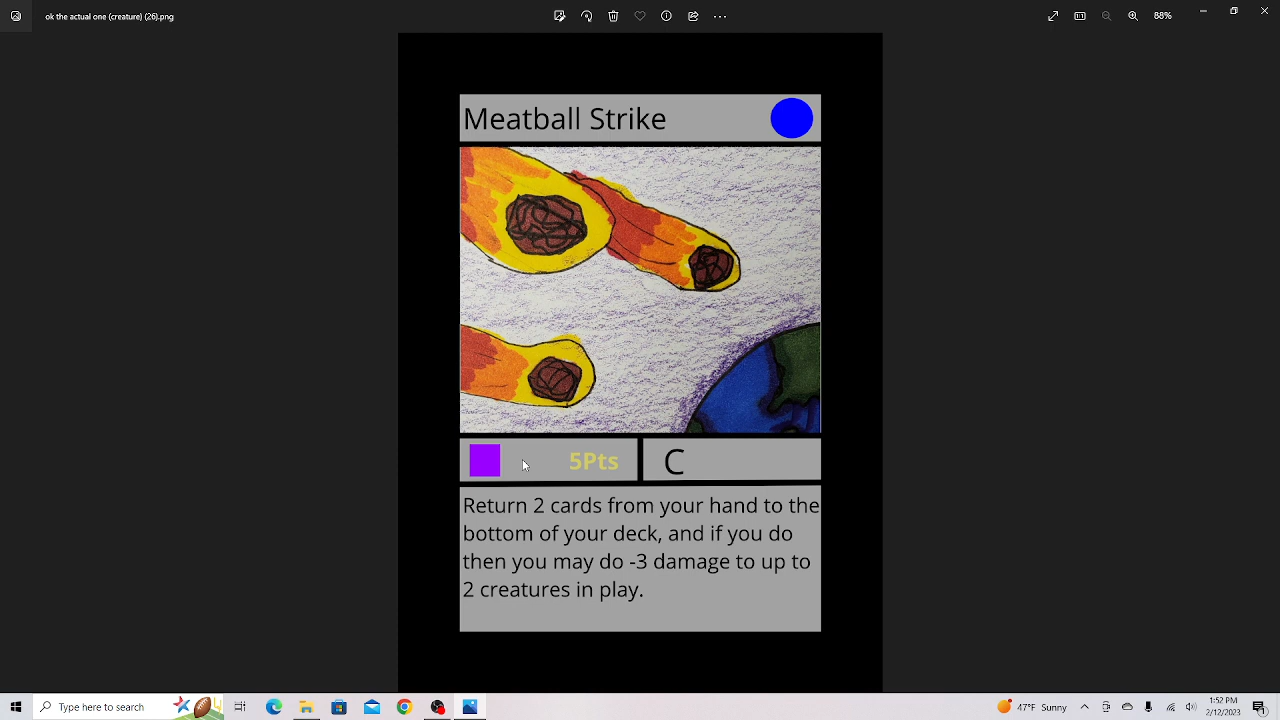 ok the actual one (creature) (26).png
88%
Meatball Strike
5Pts
C
Return 2 cards from your hand to the
bottom of your deck, and if you do
then you may do -3 damage to up to
2 creatures in play.
Type here to search
47°F Sunny
1:52 PM
2/12/2023